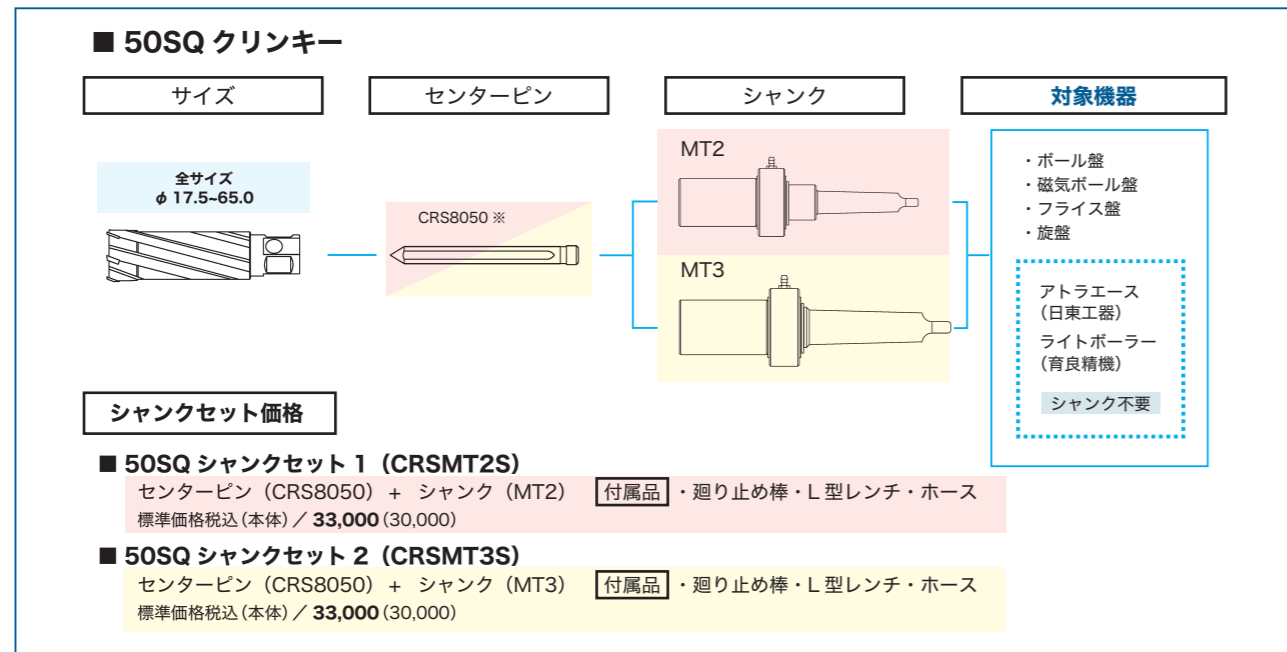 ■ 50SQ クリンキー
サイズ
センターピン
シャンク
対象機器
全サイズ
φ 17.5~65.0
CRS8050 ※
MT2
MT3
・ボール盤
・磁気ボール盤
・フライス盤
・旋盤
アトラエース
（日東工器）
ライトボーラー
（育良精機）
シャンク不要
シャンクセット価格
■ 50SQ シャンクセット 1（CRSMT2S）
センターピン（CRS8050）+ シャンク（MT2） 付属品 ・廻り止め棒・L 型レンチ・ホース
標準価格税込（本体）／ 33,000（30,000）
■ 50SQ シャンクセット 2（CRSMT3S）
センターピン（CRS8050）+ シャンク（MT3） 付属品 ・廻り止め棒・L 型レンチ・ホース
標準価格税込（本体）／ 33,000（30,000）